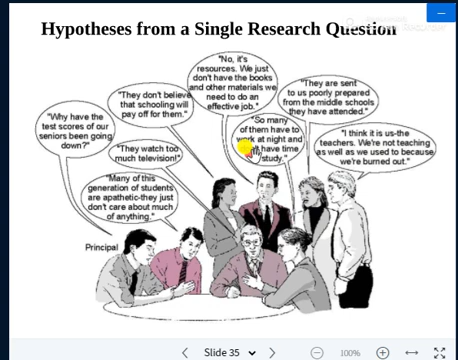 Hypotheses from a Single Research Question
"No, it's
resources. We just
don't have the books
and other materials we
need to do an
effective job."
"They don't believe
that schooling will
pay off for them."
"They are sent
to us poorly prepared
from the middle schools
they have attended."
"Why have the
test scores of our
seniors been going
down?"
"So many
of them have to
work at night and
don't have time
study."
"I think it is us-the
teachers. We're not teaching
as well as we used to because
we're burned out."
"They watch too
much television!"
"Many of this
generation of students
are apathetic-they just
don't care about much
of anything."
Principal
Slide 35
100%